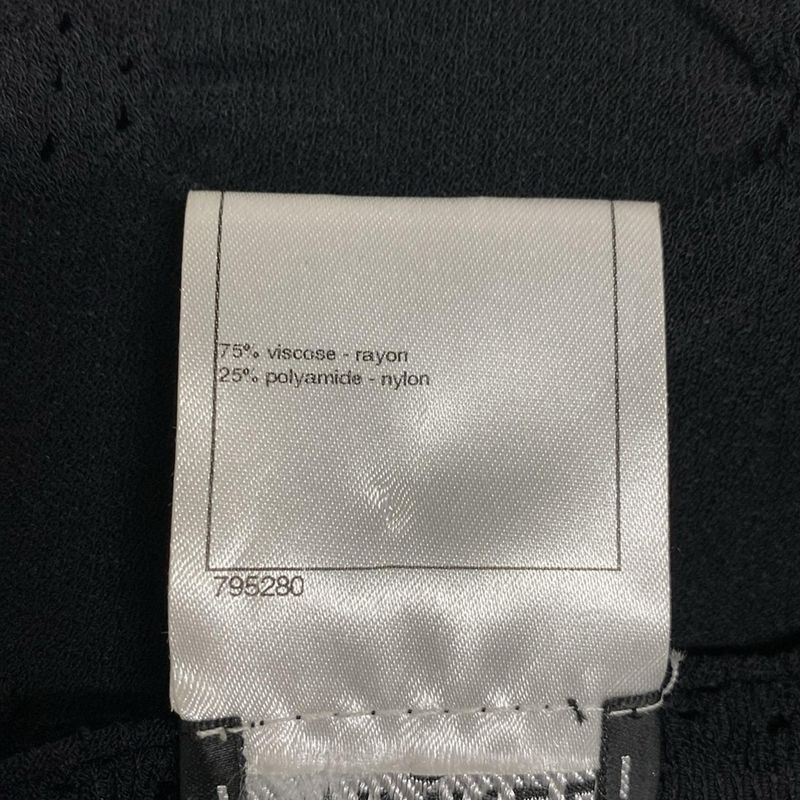 75% viscose - rayon
25% polyamide - nylon
795280